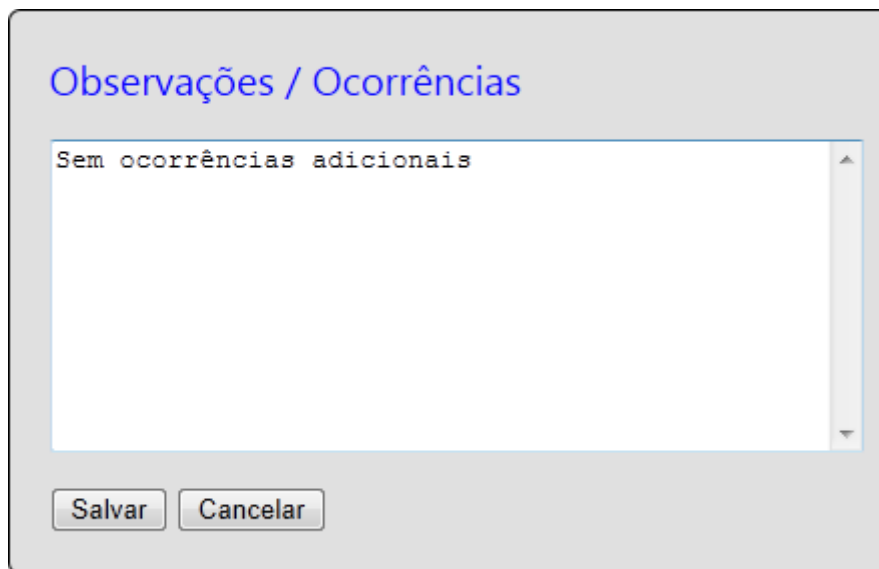 Observações / Ocorrências
Sem ocorrências adicionais
Salvar Cancelar